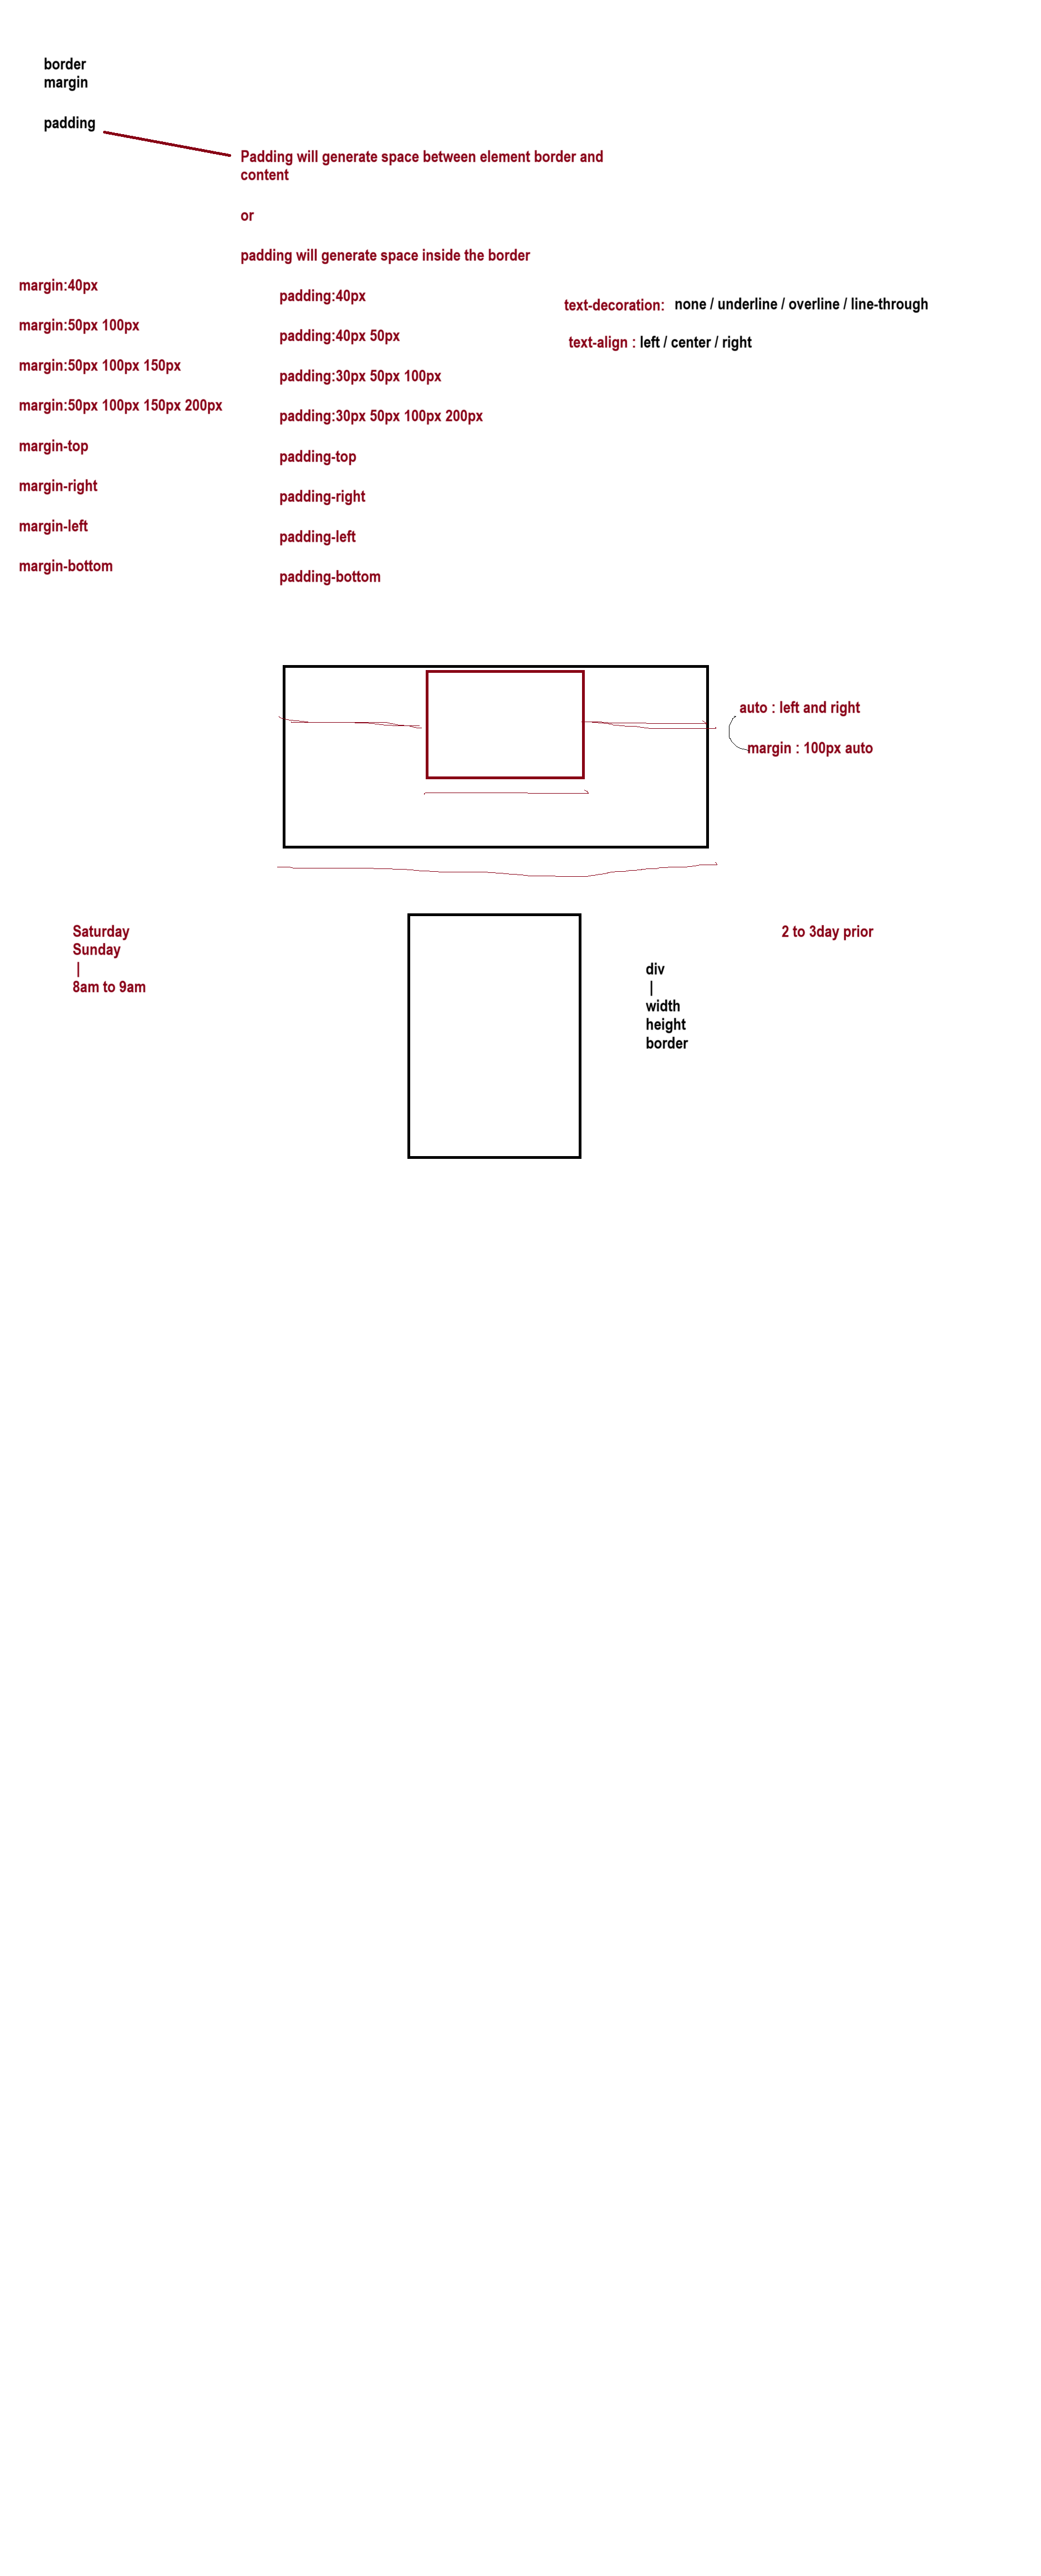 border
margin
padding
Padding will generate space between element border and
content
or
padding will generate space inside the border
margin:40px
margin:50px 100px
margin:50px 100px 150px
margin:50px 100px 150px 200px
margin-top
margin-right
margin-left
margin-bottom
padding:40px
padding:40px 50px
padding:30px 50px 100px
padding:30px 50px 100px 200px
padding-top
padding-right
padding-left
padding-bottom
text-decoration: none / underline / overline / line-through
text-align : left / center / right
auto : left and right
margin : 100px auto
Saturday
Sunday
|
8am to 9am
div
|
width
height
border
2 to 3day prior